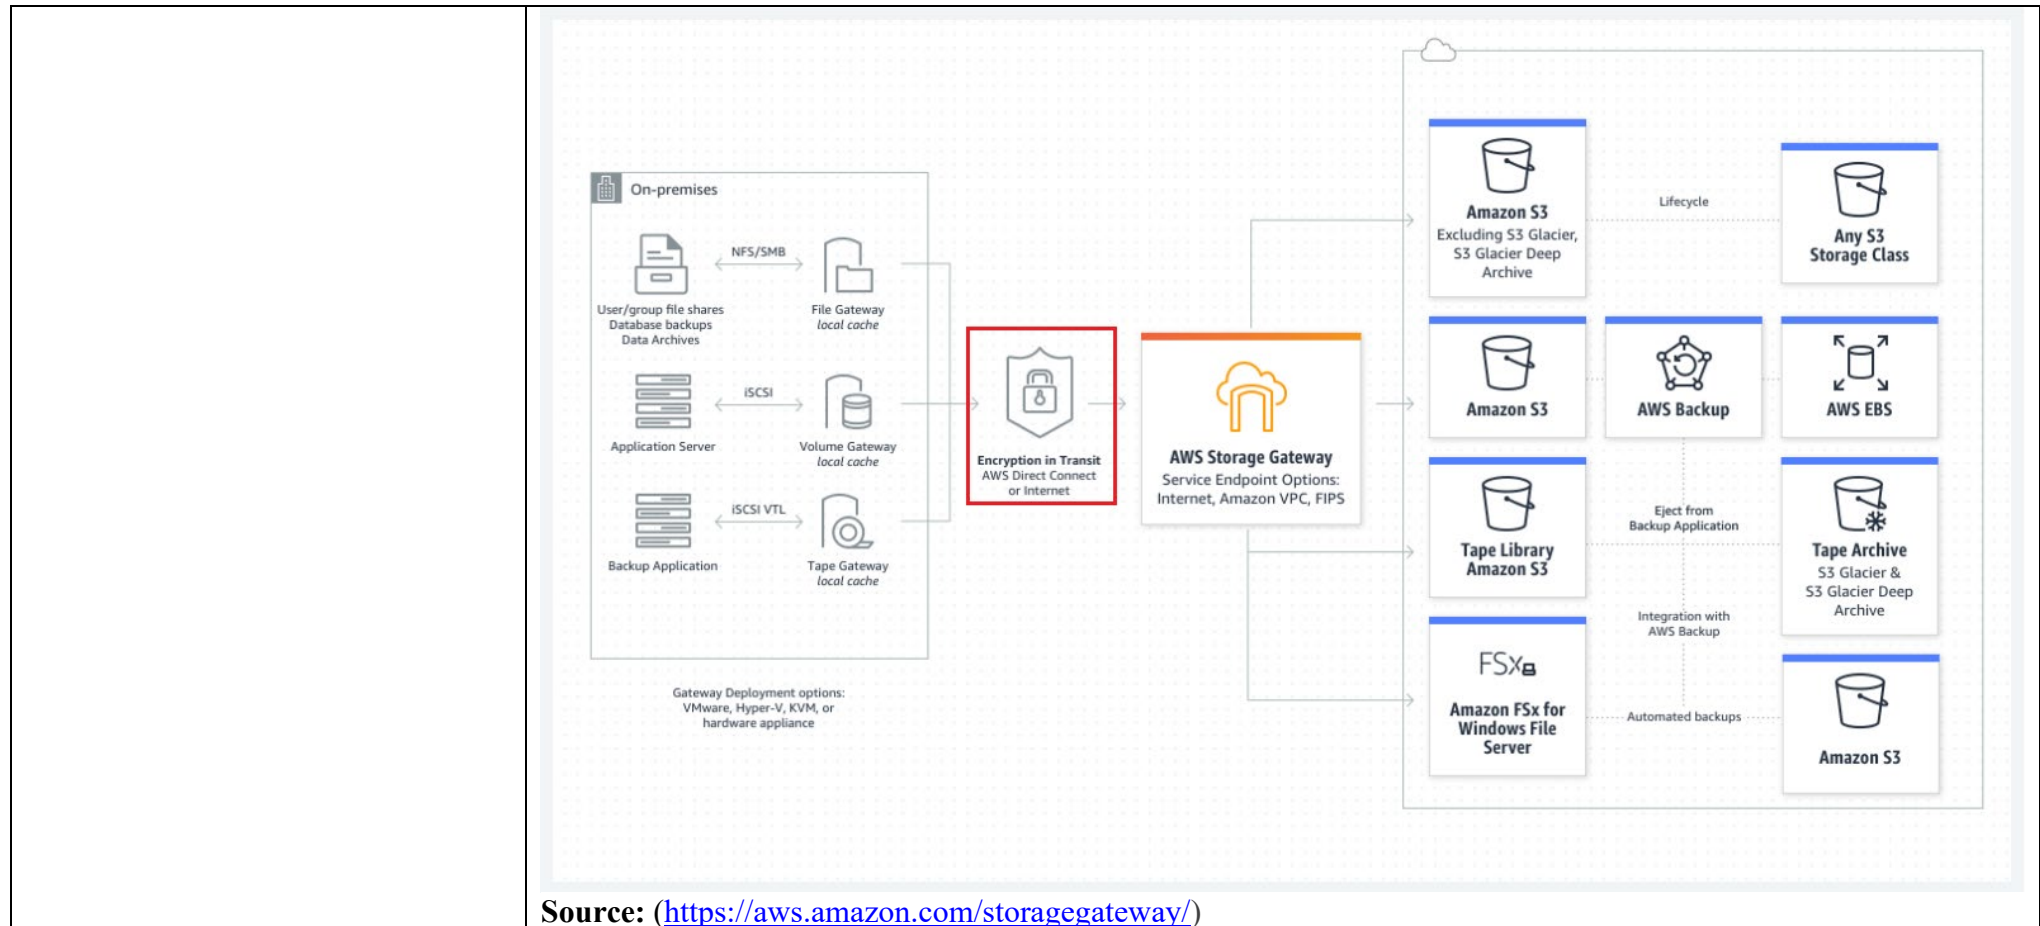 On-premises
NFS/SMB
User/group file shares
Database backups
Data Archives
File Gateway
local cache
iSCSI
Application Server
Volume Gateway
local cache
iSCSI VTL
Backup Application
Tape Gateway
local cache
Gateway Deployment options:
VMware, Hyper-V, KVM, or
hardware appliance
Encryption in Transit
AWS Direct Connect
or Internet
AWS Storage Gateway
Service Endpoint Options:
Internet, Amazon VPC, FIPS
Amazon S3
Excluding S3 Glacier,
S3 Glacier Deep
Archive
Lifecycle
Any S3
Storage Class
Amazon S3
AWS Backup
AWS EBS
Tape Library
Amazon S3
Eject from
Backup Application
Tape Archive
S3 Glacier &
S3 Glacier Deep
Archive
Integration with
AWS Backup
FSx
Amazon FSx for
Windows File
Server
Automated backups
Amazon S3
Source: (https://aws.amazon.com/storagegateway/)